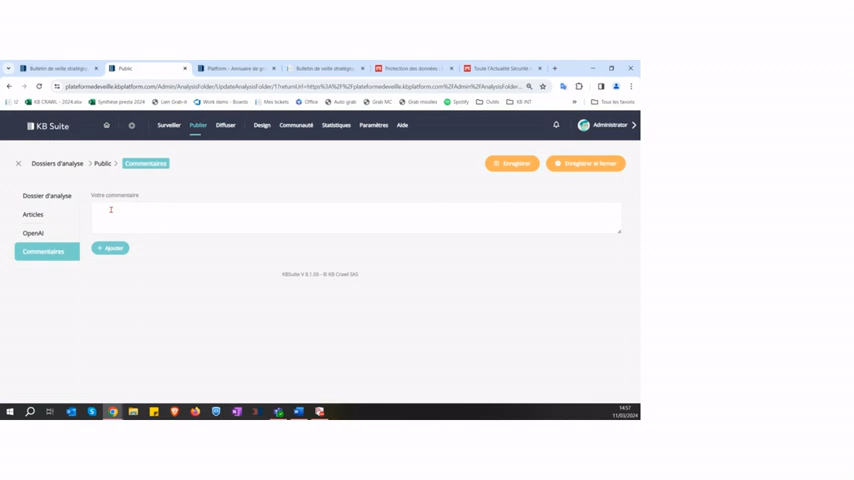 Bulletin de veille stratégiq
Public
Platform - Annuaire de g
Bulletin de veille stratégiq
Protection des données :
Toute l'Actualité Sécurité
plateformedeveille.kbplatform.com/Admin/AnalysisFolder/UpdateAnalysisFolder/1?returnUrl=https%3A%2F%2Fplateformedeveille.kbplatform.com%2FAdmin%2FAnalysisFolder...
KB CRAWL - 2024.xlsx
Synthèse presta 2024
Lien Grab-it
Work items - Boards
Mes tickets
Office
Auto grab
Grab MC
Grab missiles
Spotify
Outils
KB INT
»
Tous les favoris
KB Suite
Surveiller
Publier
Diffuser
Design
Communauté
Statistiques
Paramètres
Aide
Administrator
Dossiers d'analyse > Public > Commentaires
Enregistrer
Enregistrer et fermer
Dossier d'analyse
Articles
OpenAI
Commentaires
Votre commentaire
+ Ajouter
KBSuite V 8.1.00 - © KB Crawl SAS
14:57
11/03/2024